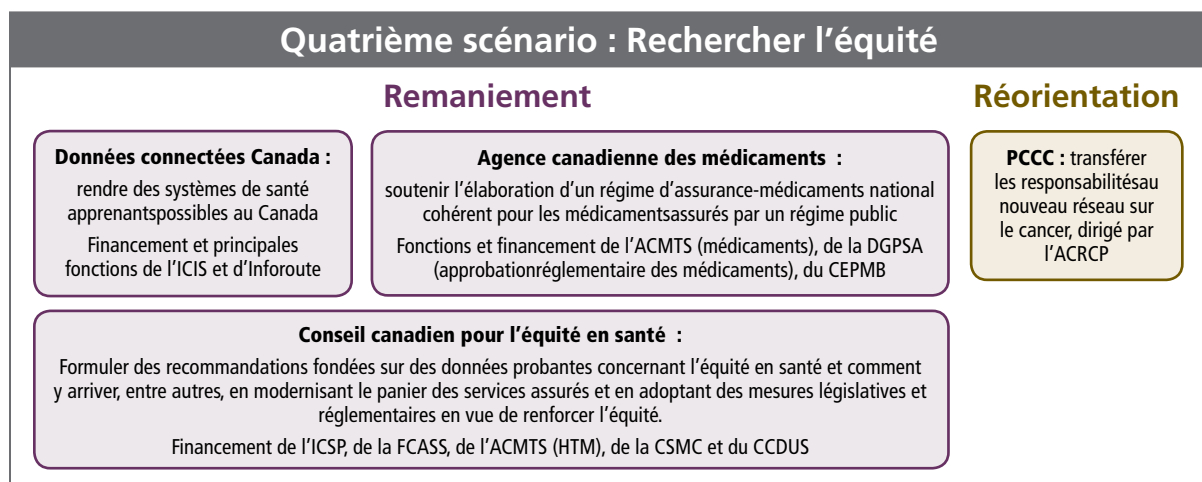 Quatrième scénario : Rechercher l’équité
Remaniement
Données connectées Canada :
rendre des systèmes de santé
apprenantspossibles au Canada
Financement et principales
fonctions de l’ICIS et d’Inforoute
Agence canadienne des médicaments :
soutenir l’élaboration d’un régime d’assurance-médicaments national
cohérent pour les médicamentsassurés par un régime public
Fonctions et financement de l’ACMTS (médicaments), de la DGPSA
(approbationréglementaire des médicaments), du CEPMB
Conseil canadien pour l’équité en santé :
Formuler des recommandations fondées sur des données probantes concernant l’équité en santé et comment
y arriver, entre autres, en modernisant le panier des services assurés et en adoptant des mesures législatives et
réglementaires en vue de renforcer l’équité.
Financement de l’ICSP, de la FCASS, de l’ACMTS (HTM), de la CSMC et du CCDUS
Réorientation
PCCC : transférer
les responsabilitésau
nouveau réseau sur
le cancer, dirigé par
l’ACRCP